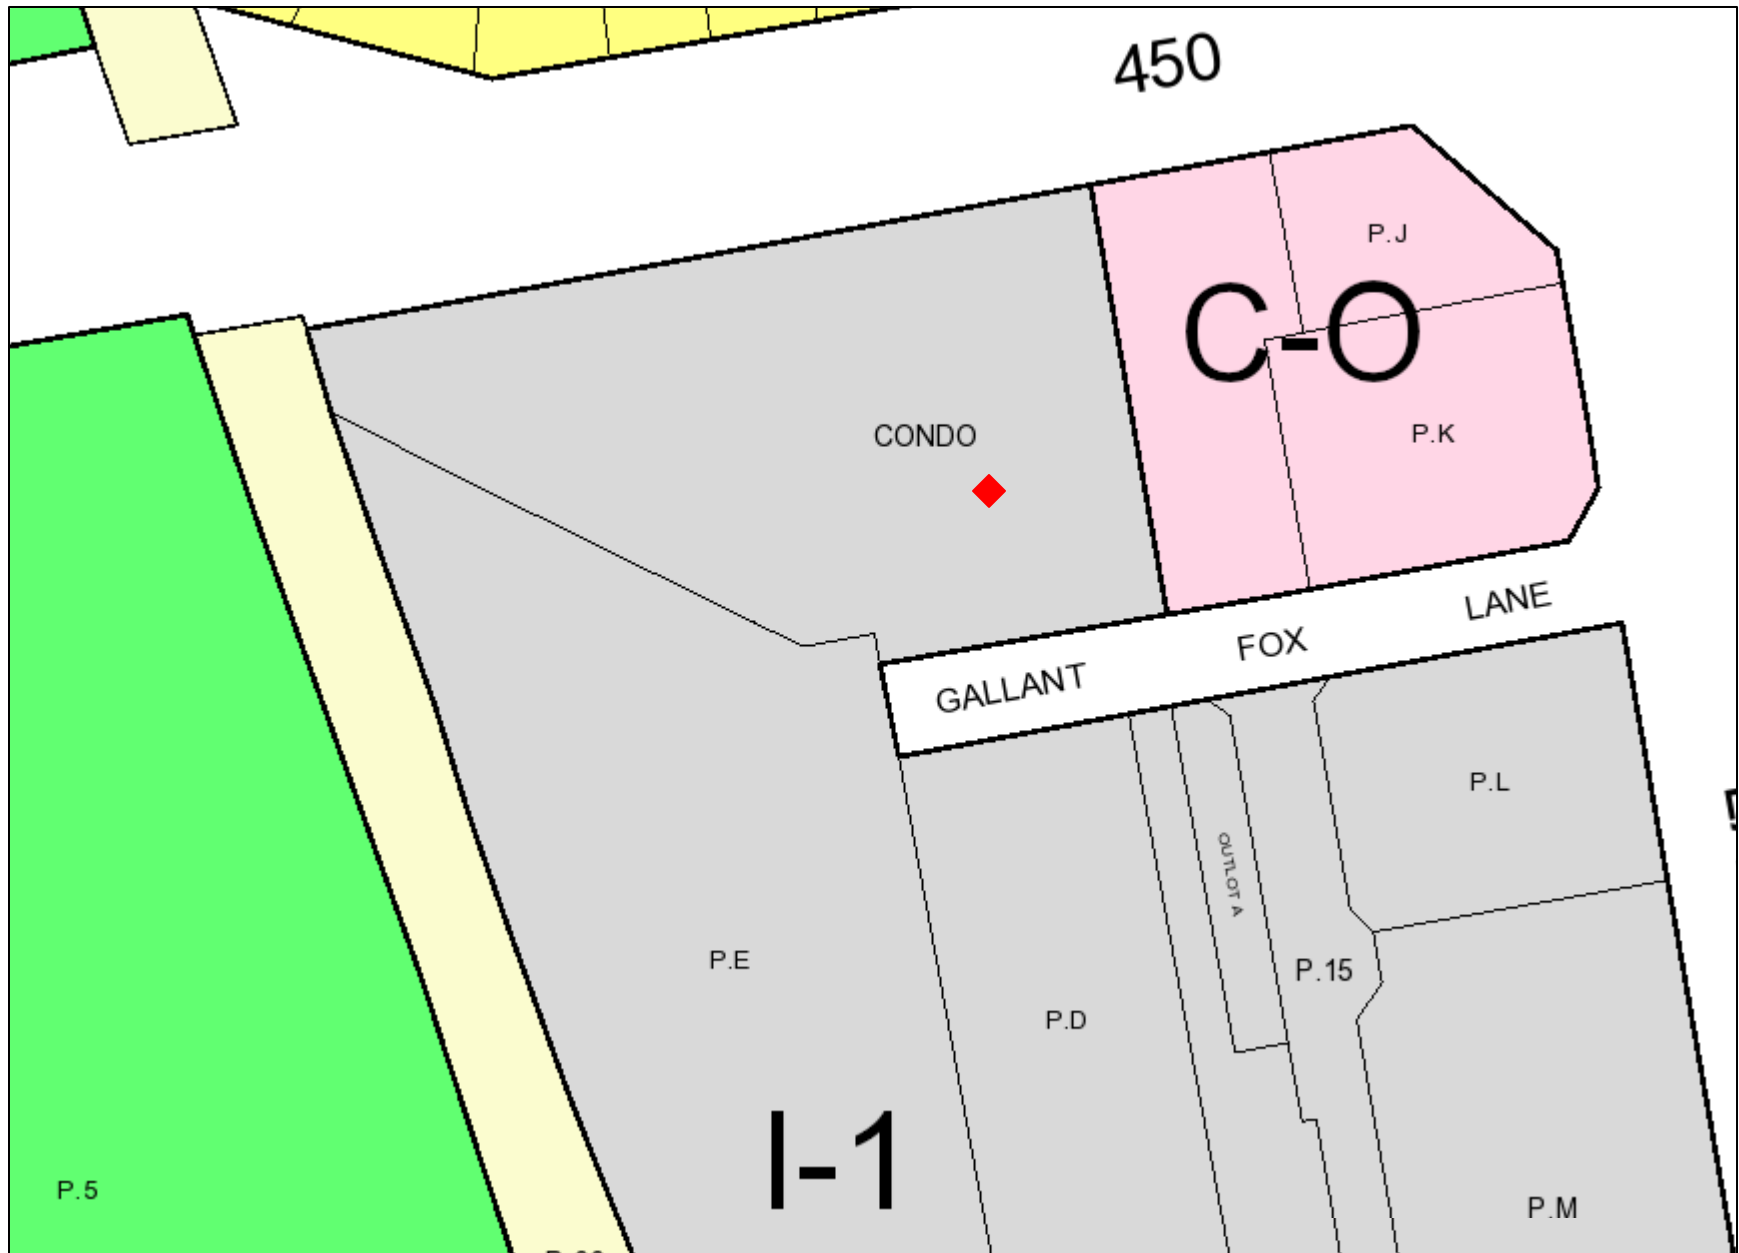 450
P.J
C-O
CONDO
P.K
GALLANT FOX LANE
P.L
OUTLOT A
P.E
P.15
P.D
I-1
P.5
P.M